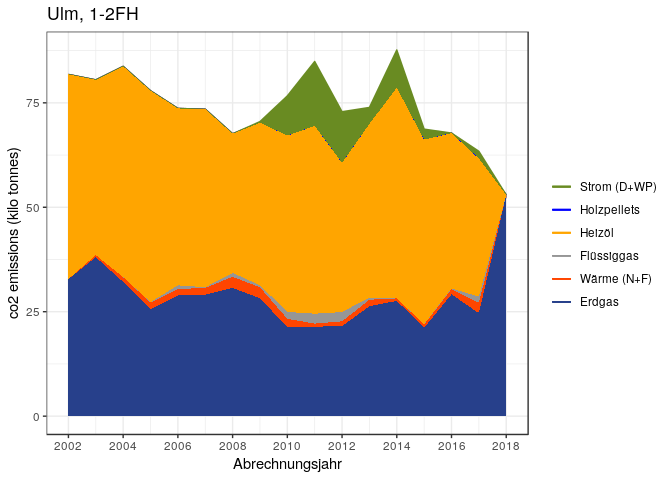 Ulm, 1-2FH
co2 emissions (kilo tonnes)
75
50
25
0
2002 2004 2006 2008 2010 2012 2014 2016 2018
Abrechnungsjahr
Strom (D+WP)
Holzpellets
Heizöl
Flüssiggas
Wärme (N+F)
Erdgas